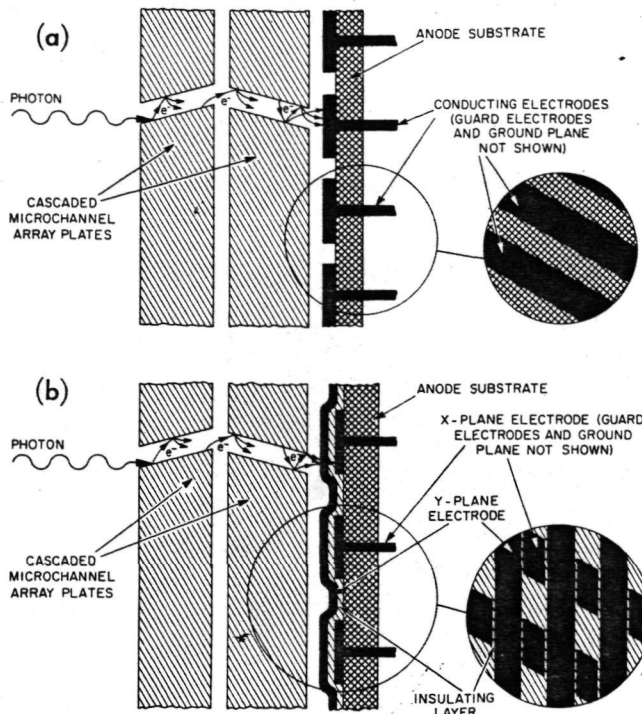 (a)
ANODE SUBSTRATE
PHOTON
e-
e-
e-
CONDUCTING ELECTRODES
(GUARD ELECTRODES
AND GROUND PLANE
NOT SHOWN)
CASCADED
MICROCHANNEL
ARRAY PLATES
(b)
ANODE SUBSTRATE
X-PLANE ELECTRODE (GUARD
ELECTRODES AND GROUND
PLANE NOT SHOWN)
PHOTON
e-
e-
e-
Y-PLANE
ELECTRODE
CASCADED
MICROCHANNEL
ARRAY PLATES
INSULATING
LAYER